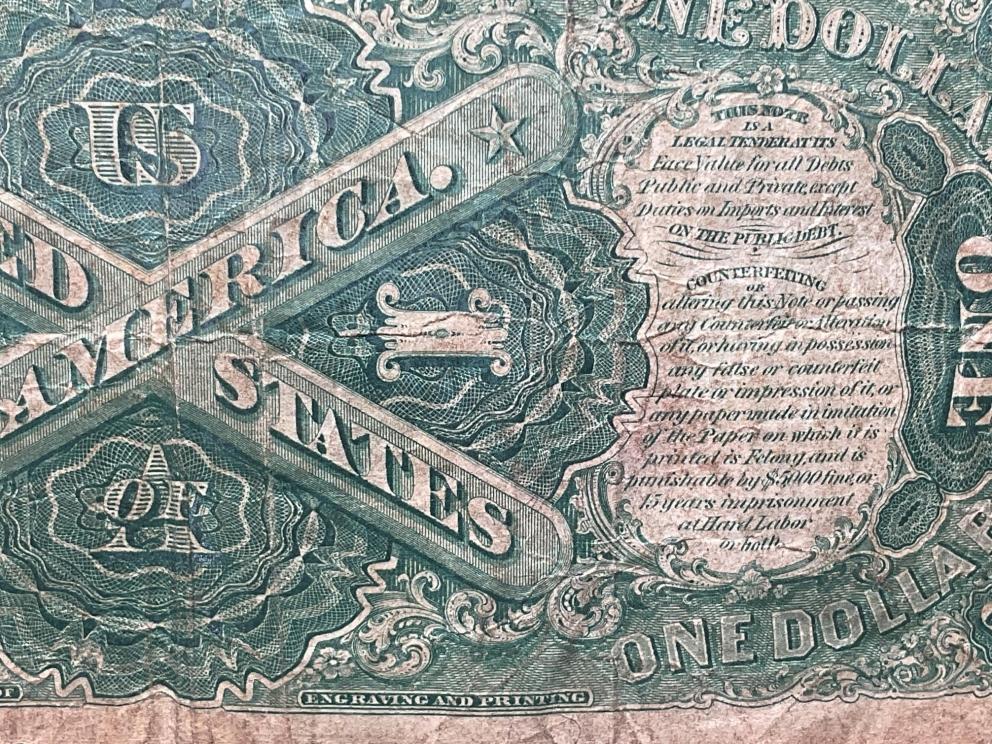 ONE DOLLA
US
ED
AMERICA.
STATES
1
OF
A
THIS NOTE
IS A
LEGAL TENDER AT ITS
Face Value for all Debts
Public and Private, except
Duties on Imports and Interest
ON THE PUBLIC DEBT.
COUNTERFEITING
OR
altering this Note or passing
any Counterfeit or Alteration
of it, or having in possession
any false or counterfeit
plate or impression of it, or
any paper made in imitation
of the Paper on which it is
printed is Felony, and is
punishable by $5000 fine, or
15 years imprisonment
at Hard Labor
or both.
ONE
ONE DOLLAR
ENGRAVING AND PRINTING